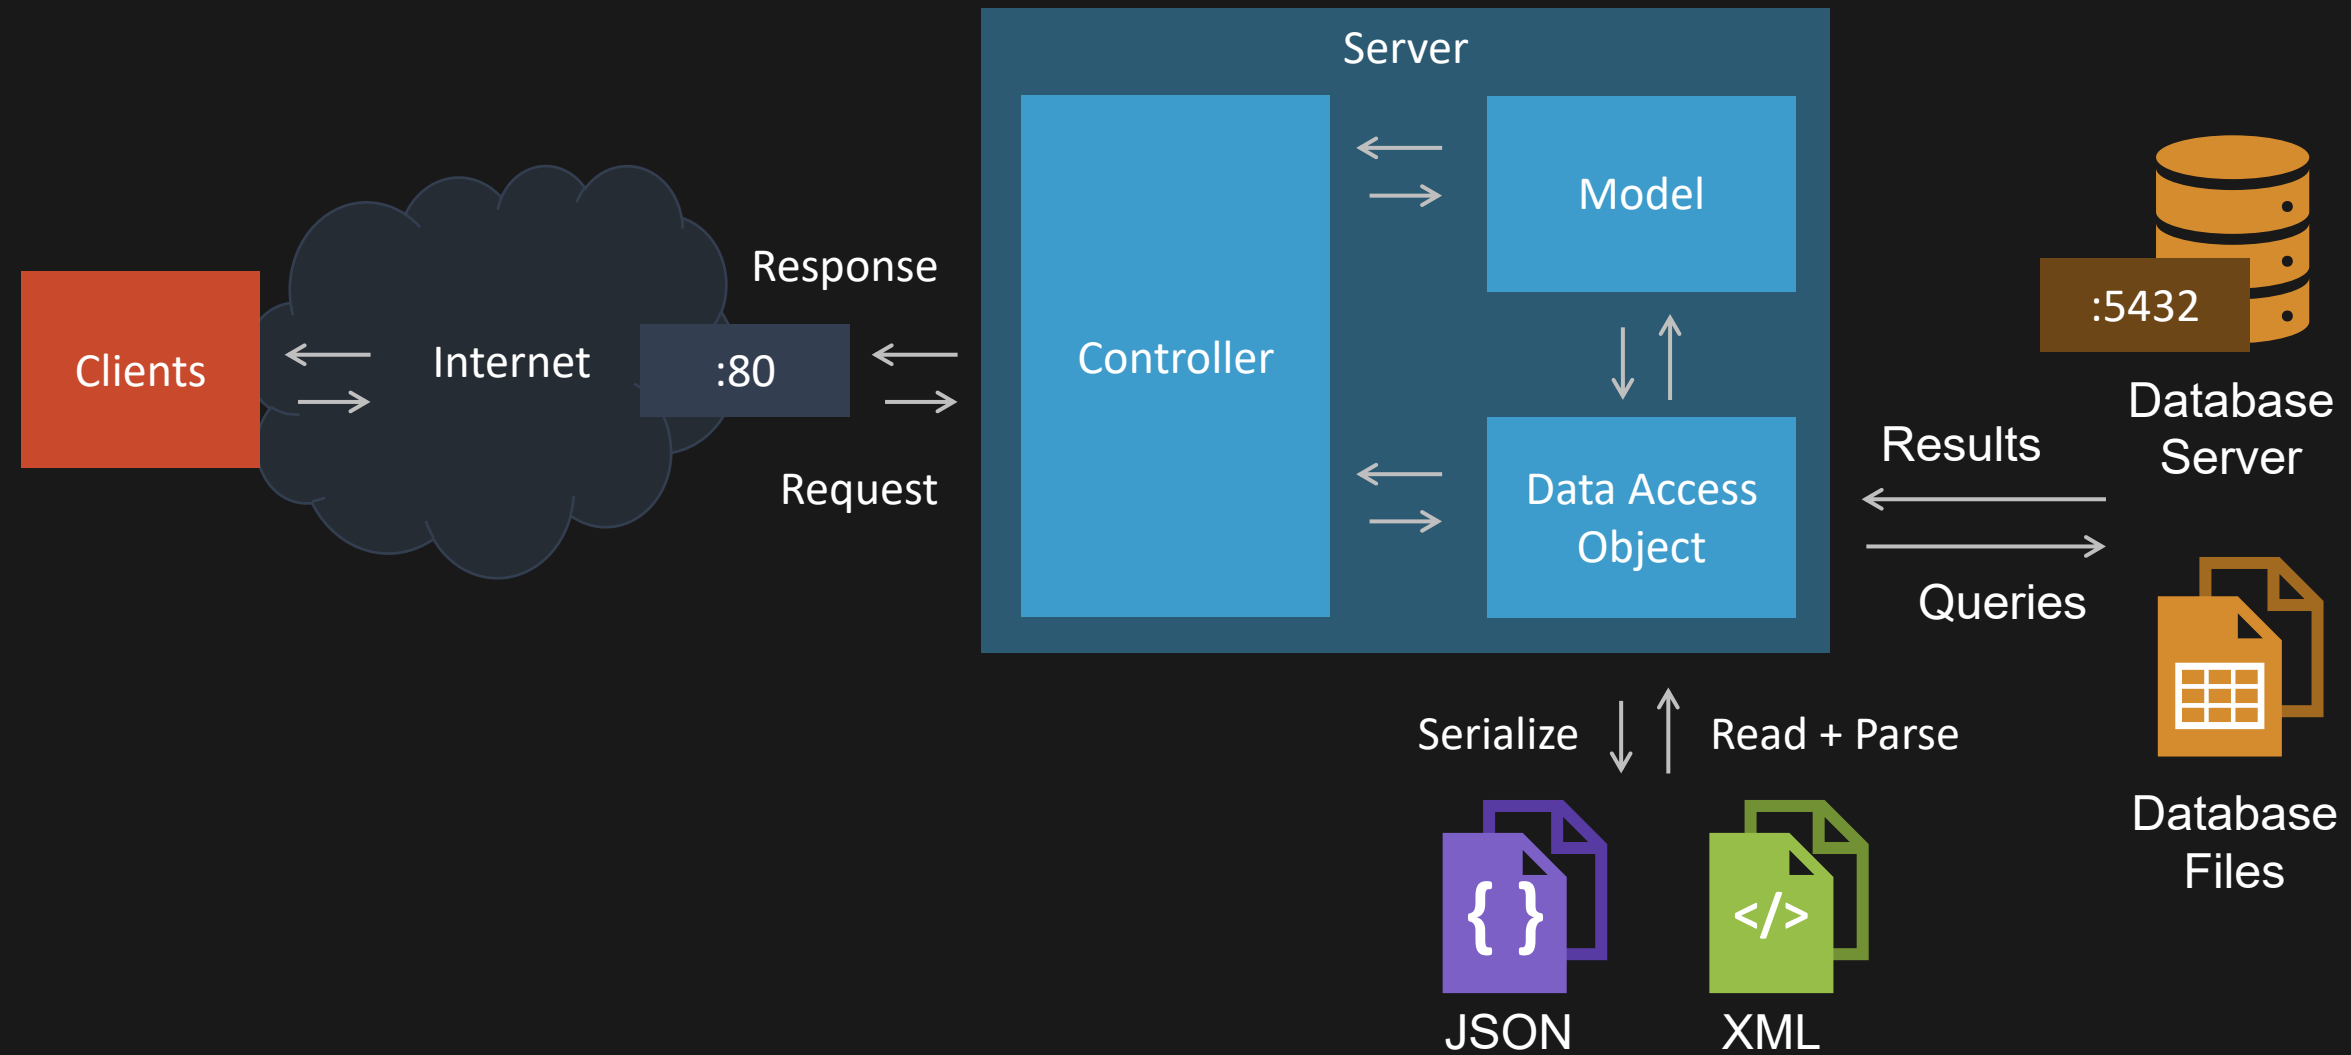 Server
Clients
Internet
:80
Response
Request
Controller
Model
Data Access
Object
Results
Queries
:5432
Database
Server
Database
Files
Serialize
Read + Parse
{ }
</>
JSON
XML